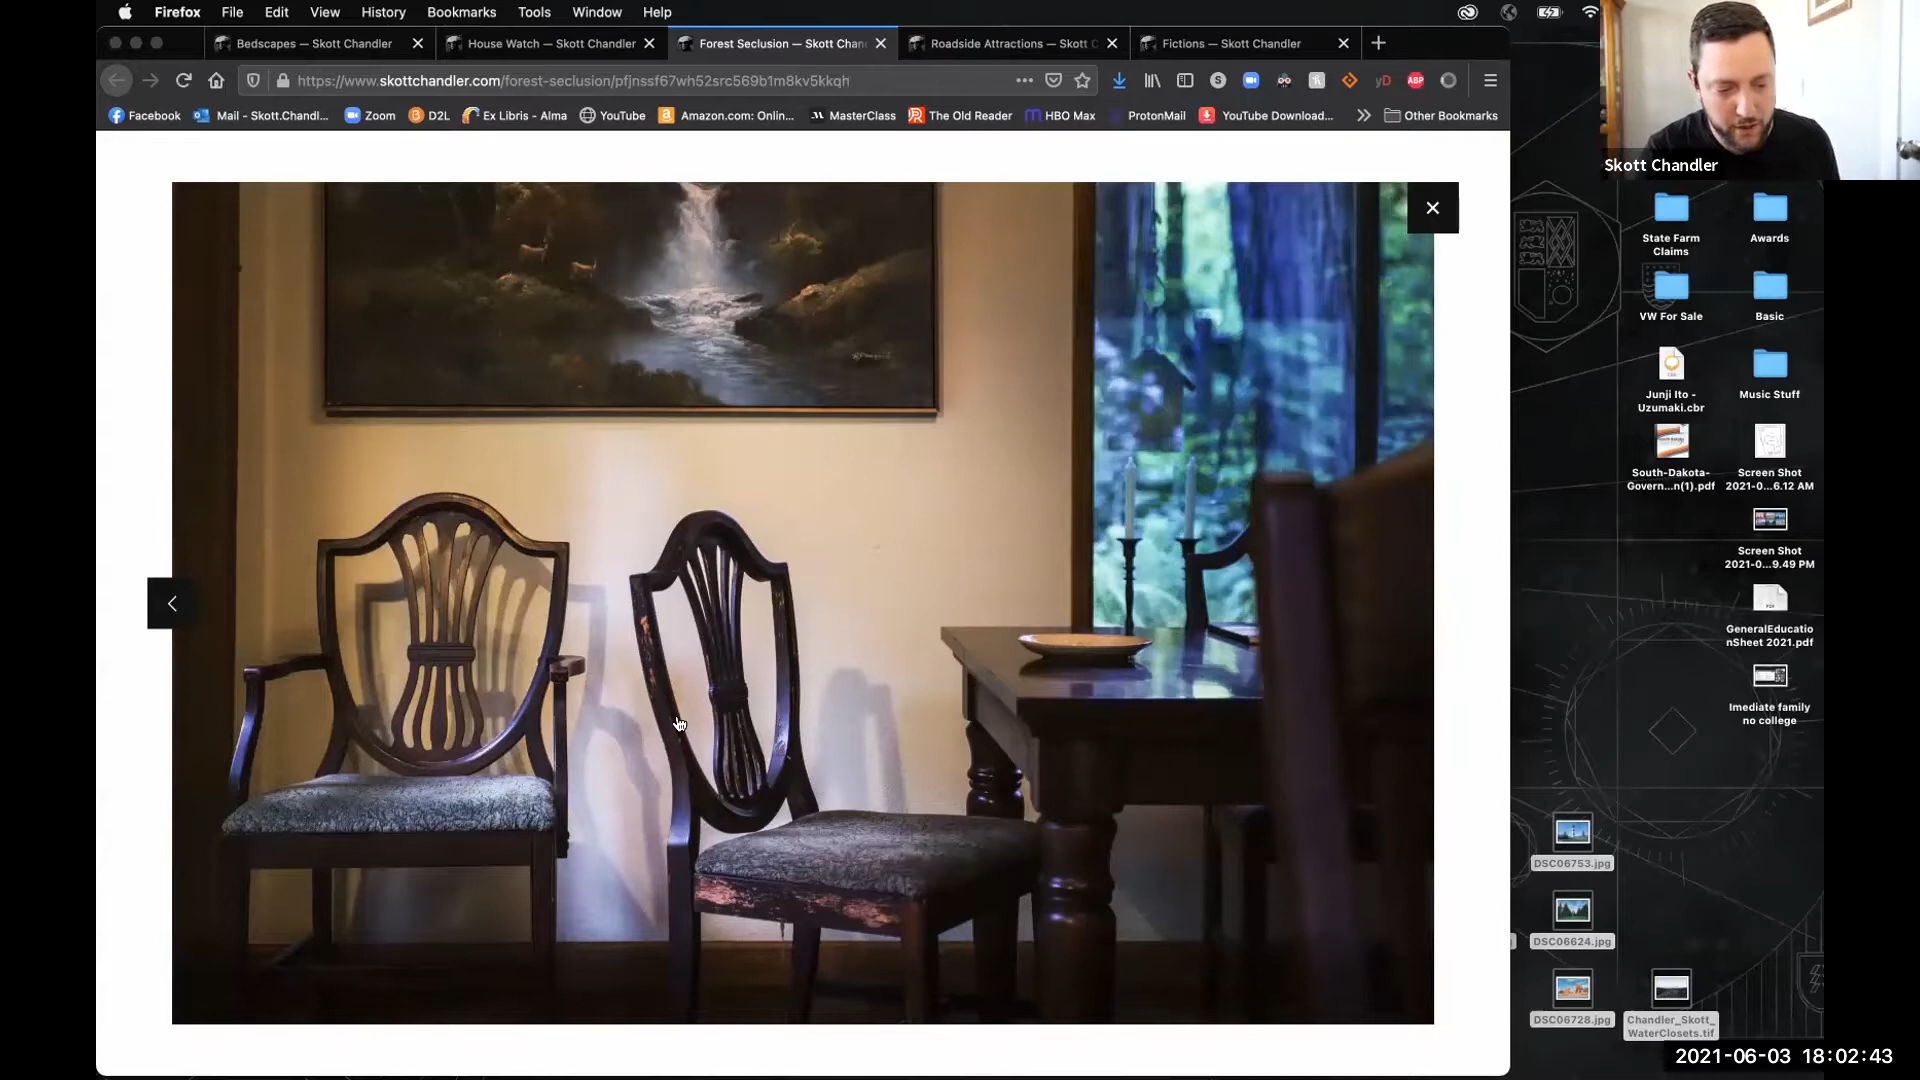 Firefox File Edit View History Bookmarks Tools Window Help
Bedscapes — Skott Chandler
House Watch — Skott Chandler
Forest Seclusion — Skott Chan
Roadside Attractions — Skott C
Fictions — Skott Chandler
https://www.skottchandler.com/forest-seclusion/pfjnssf67wh52src569b1m8kv5kkqh
S
yD
ABP
Facebook
Mail - Skott.Chandl...
Zoom
D2L
Ex Libris - Alma
YouTube
Amazon.com: Onlin...
MasterClass
The Old Reader
HBO Max
ProtonMail
YouTube Download...
Other Bookmarks
Skott Chandler
State Farm
Claims
Awards
VW For Sale
Basic
Junji Ito -
Uzumaki.cbr
Music Stuff
South-Dakota-
Govern...n(1).pdf
Screen Shot
2021-0...6.12 AM
Screen Shot
2021-0...9.49 PM
GeneralEducatio
nSheet 2021.pdf
Imediate family
no college
DSC06753.jpg
DSC06624.jpg
DSC06728.jpg
Chandler_Skott_
WaterClosets.tif
2021-06-03 18:02:43